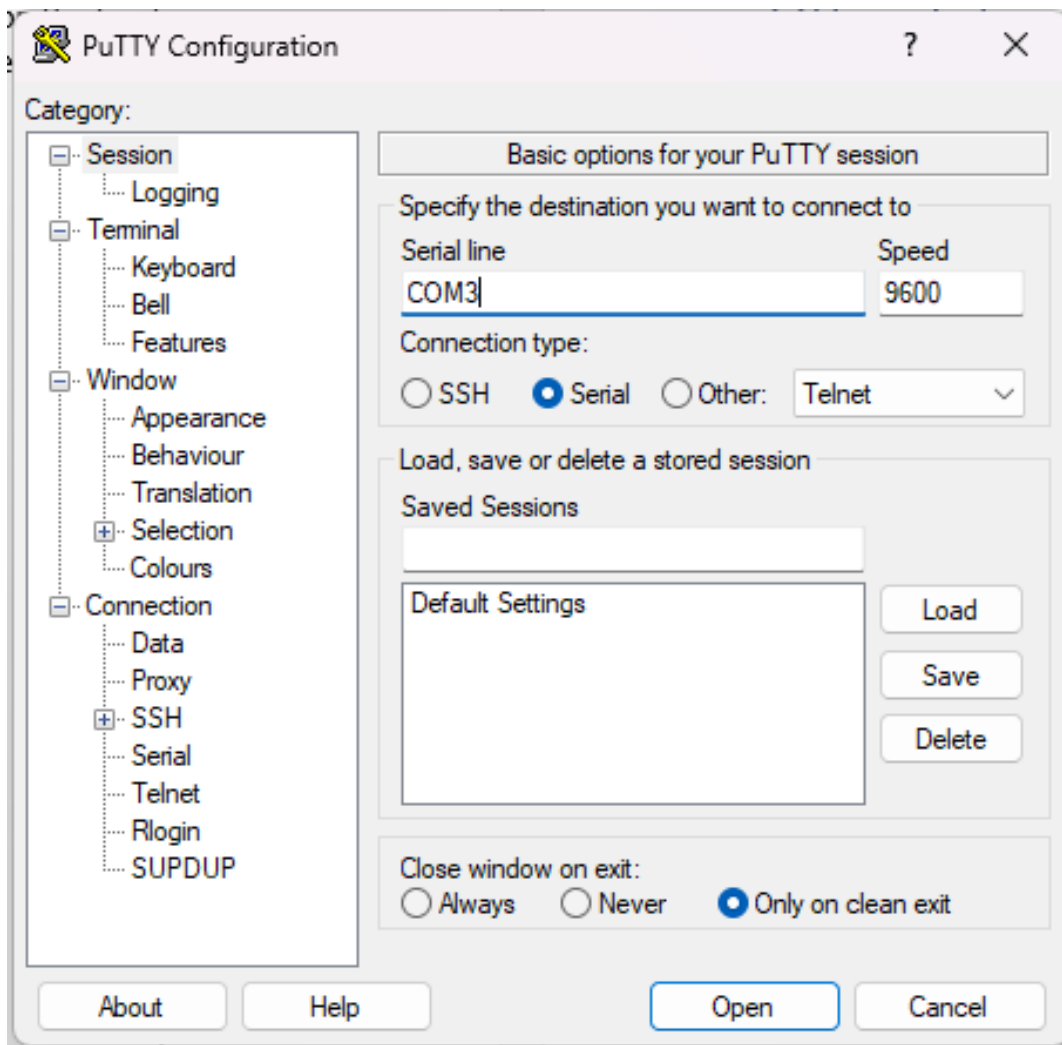 PuTTY Configuration
?
Category:
Session
Logging
Terminal
Keyboard
Bell
Features
Window
Appearance
Behaviour
Translation
Selection
Colours
Connection
Data
Proxy
SSH
Serial
Telnet
Rlogin
SUPDUP
Basic options for your PuTTY session
Specify the destination you want to connect to
Serial line Speed
COM3 9600
Connection type:
SSH Serial Other: Telnet
Load, save or delete a stored session
Saved Sessions
Default Settings
Load
Save
Delete
Close window on exit:
Always Never Only on clean exit
About Help Open Cancel